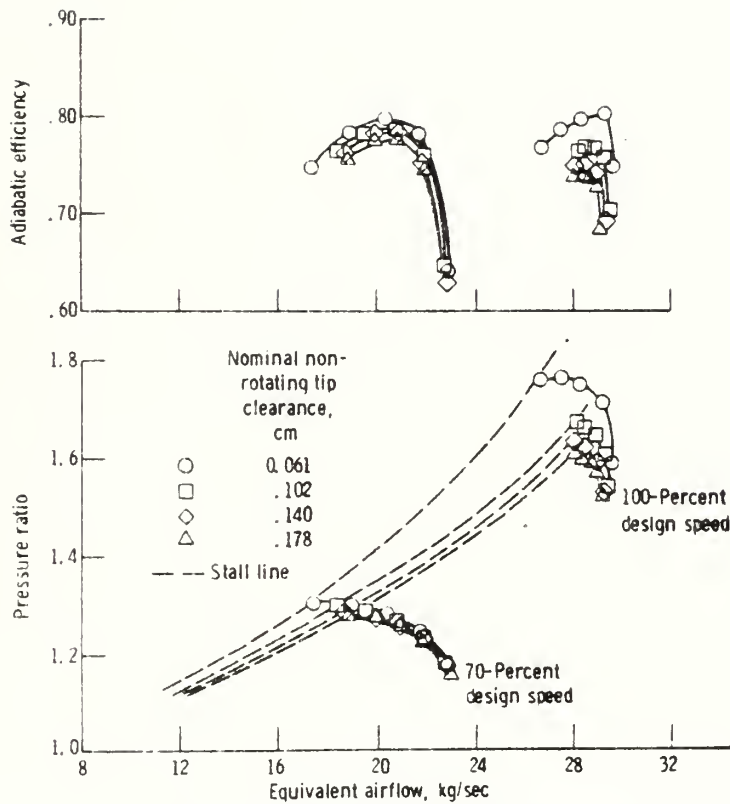 .90
.80
.70
.60
Adiabatic efficiency
1.8
1.6
1.4
1.2
1.0
Pressure ratio
Nominal non-
rotating tip
clearance,
cm
0.061
.102
.140
.178
Stall line
100-Percent
design speed
70-Percent
design speed
8
12
16
20
24
28
32
Equivalent airflow, kg/sec